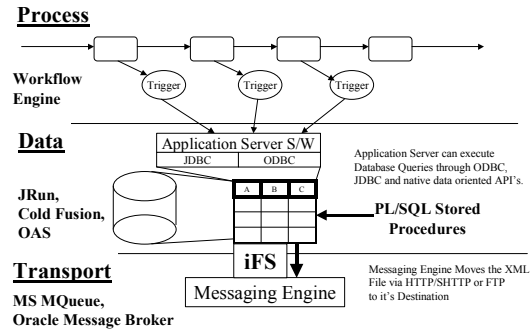 Process
Workflow
Engine
Trigger
Trigger
Trigger
Data
Application Server S/W
JDBC
ODBC
Application Server can execute
Database Queries through ODBC,
JDBC and native data oriented API's.
A
B
C
JRun,
Cold Fusion,
OAS
PL/SQL Stored
Procedures
iFS
Transport
Messaging Engine
Messaging Engine Moves the XML
File via HTTP/SHTTP or FTP
to it's Destination
MS MQueue,
Oracle Message Broker